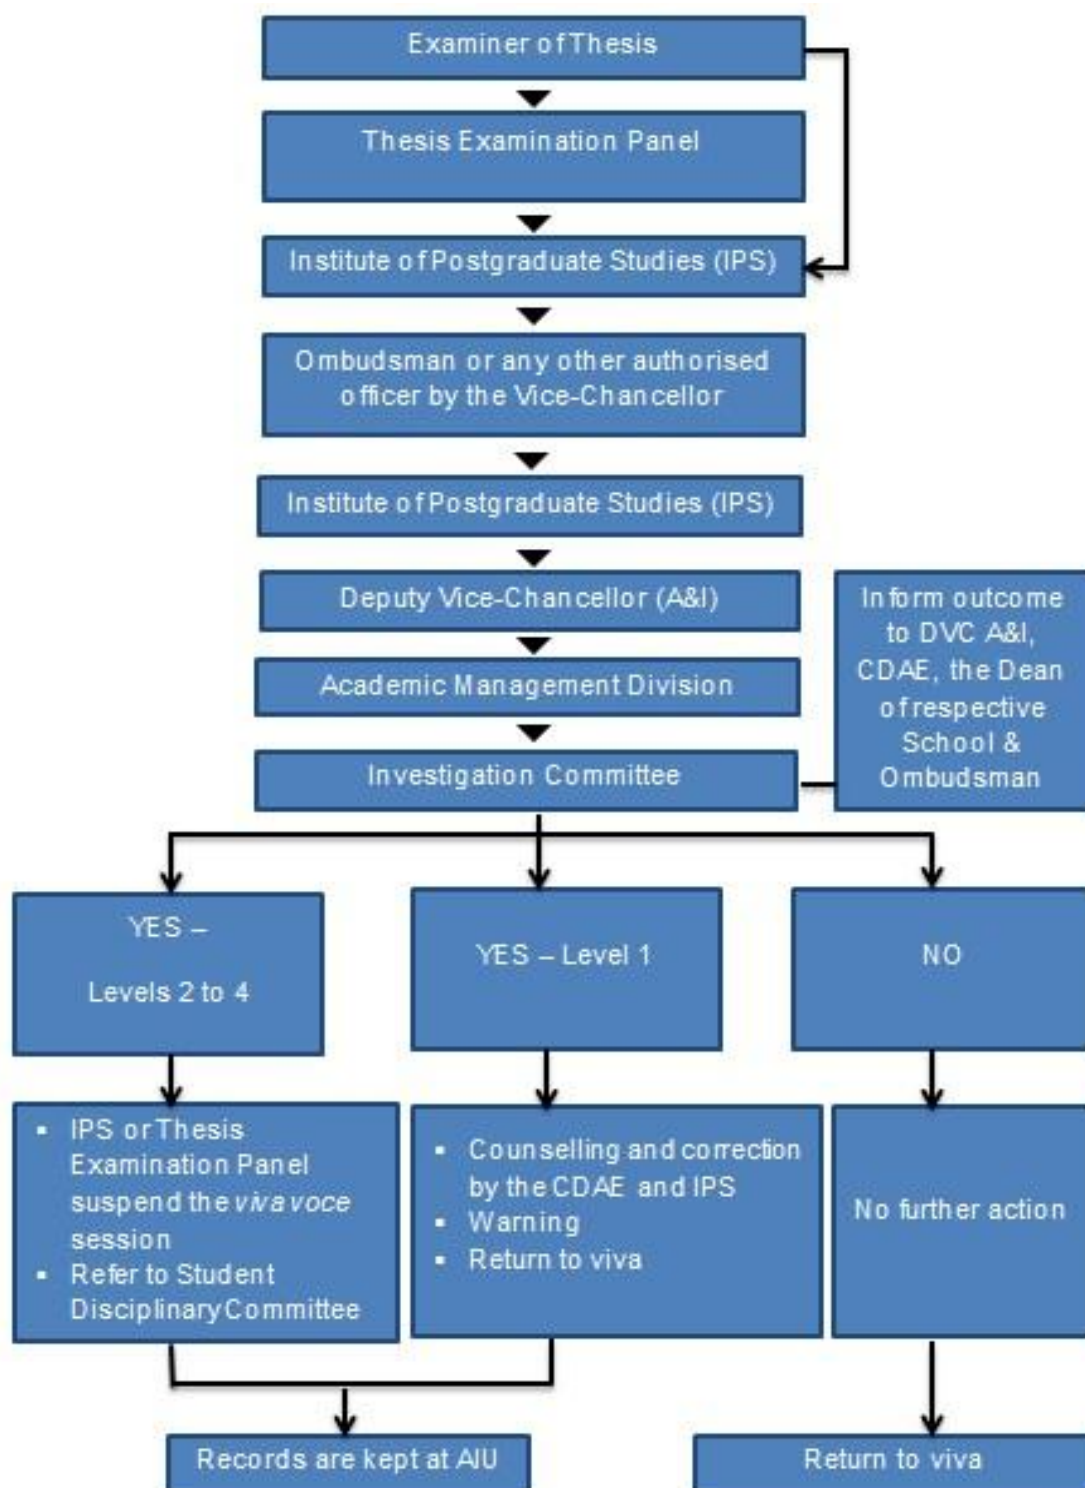 Examiner of Thesis
Thesis Examination Panel
Institute of Postgraduate Studies (IPS)
Ombudsman or any other authorised
officer by the Vice-Chancellor
Institute of Postgraduate Studies (IPS)
Deputy Vice-Chancellor (A&I)
Academic Management Division
Investigation Committee
Inform outcome
to DVC A&I,
CDAE, the Dean
of respective
School &
Ombudsman
YES –
Levels 2 to 4
YES – Level 1
NO
▪ IPS or Thesis
Examination Panel
suspend the viva voce
session
▪ Refer to Student
Disciplinary Committee
▪ Counselling and correction
by the CDAE and IPS
▪ Warning
▪ Return to viva
No further action
Records are kept at AIU
Return to viva